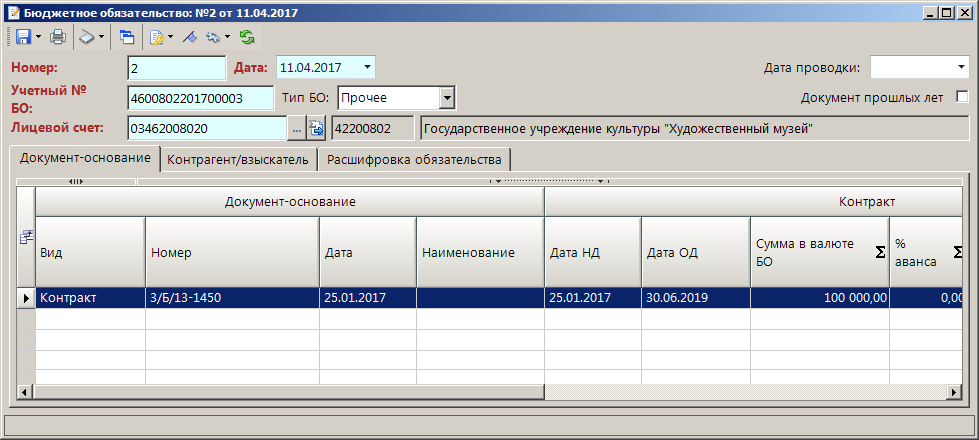 Бюджетное обязательство: №2 от 11.04.2017
Номер: 2 Дата: 11.04.2017 Дата проводки:
Учетный № БО: 4600802201700003 Тип БО: Прочее Документ прошлых лет
Лицевой счет: 03462008020 ... 42200802 Государственное учреждение культуры "Художественный музей"
Документ-основание Контрагент/взыскатель Расшифровка обязательства
Документ-основание Контракт
Вид Номер Дата Наименование Дата НД Дата ОД Сумма в валюте БО Σ % аванса Σ
Контракт 3/Б/13-1450 25.01.2017 25.01.2017 30.06.2019 100 000,00 0,00